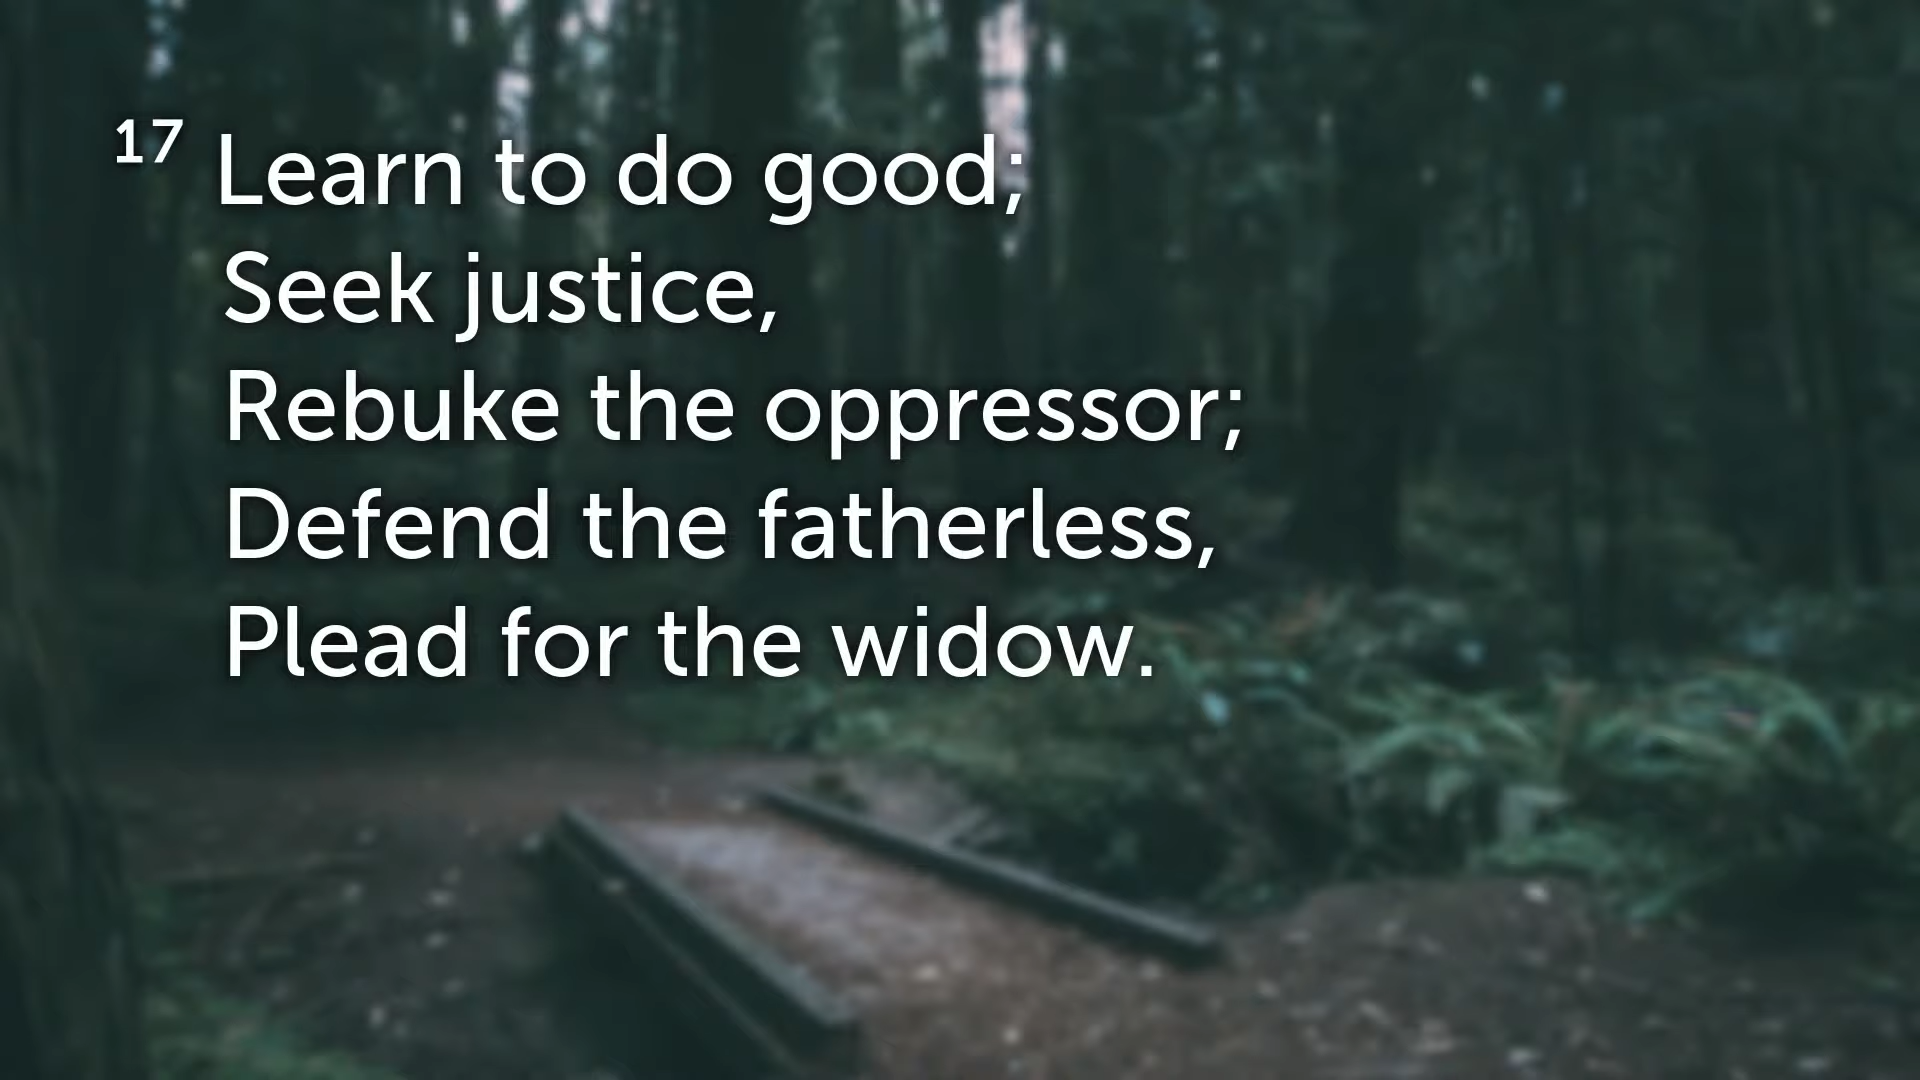 17 Learn to do good;
Seek justice,
Rebuke the oppressor;
Defend the fatherless,
Plead for the widow.